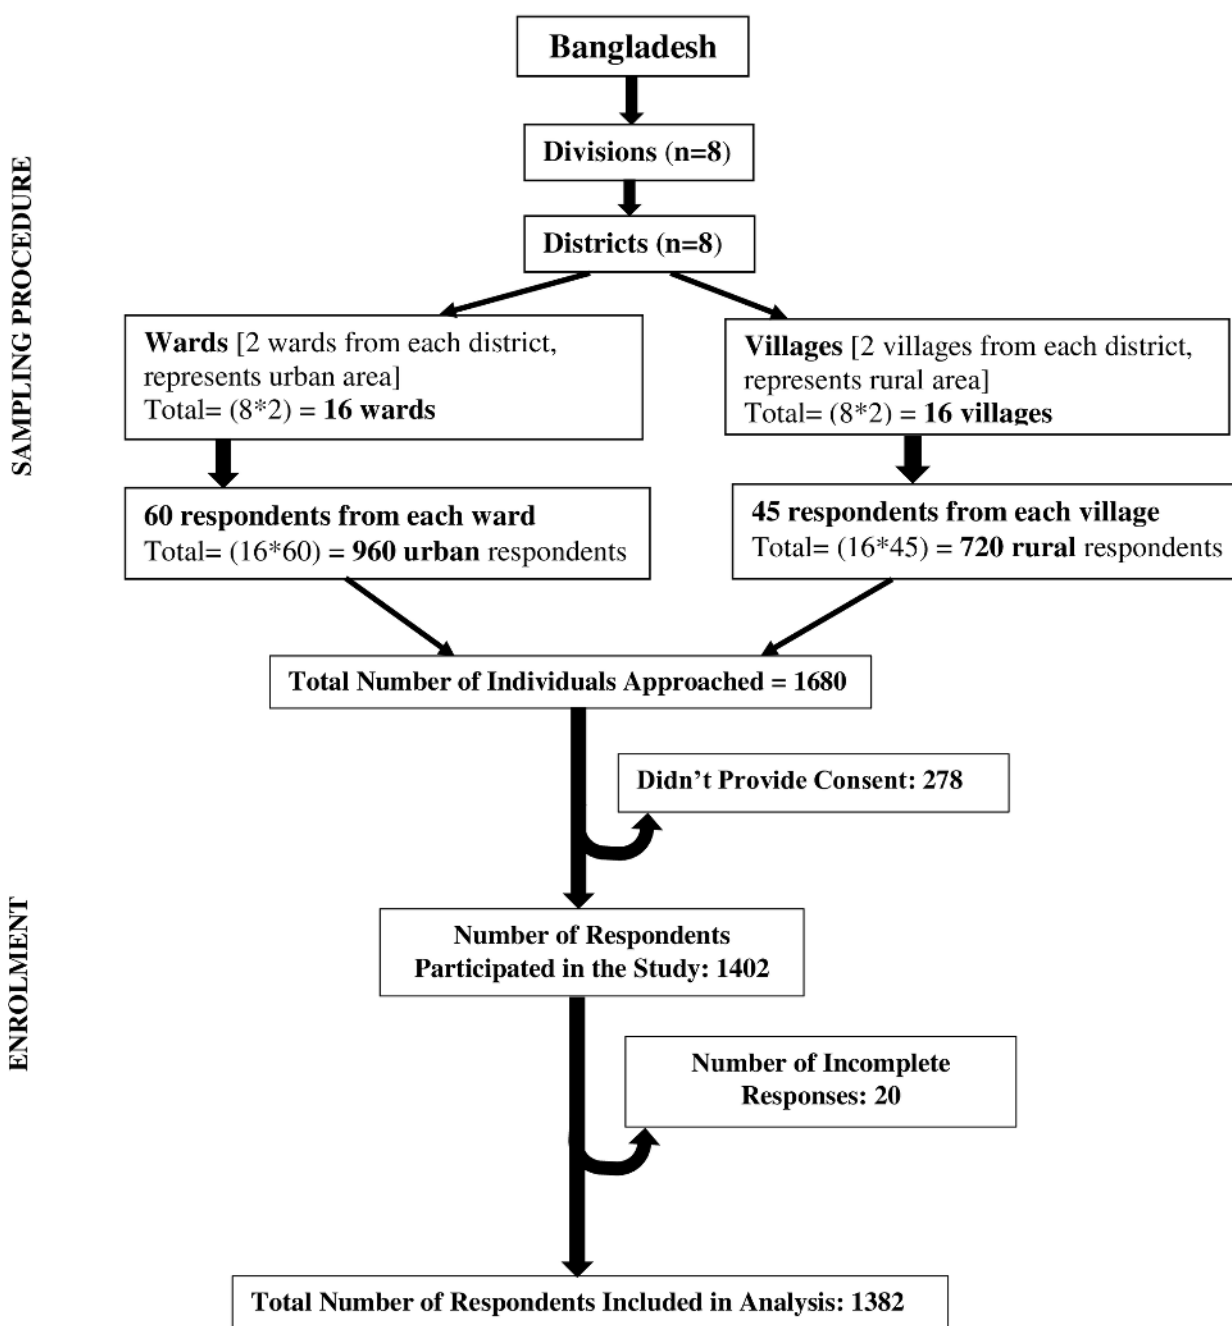 Bangladesh
Divisions (n=8)
Districts (n=8)
SAMPLING PROCEDURE
Wards [2 wards from each district,
represents urban area]
Total= (8*2) = 16 wards
Villages [2 villages from each district,
represents rural area]
Total= (8*2) = 16 villages
60 respondents from each ward
Total= (16*60) = 960 urban respondents
45 respondents from each village
Total= (16*45) = 720 rural respondents
Total Number of Individuals Approached = 1680
Didn't Provide Consent: 278
ENROLMENT
Number of Respondents
Participated in the Study: 1402
Number of Incomplete
Responses: 20
Total Number of Respondents Included in Analysis: 1382